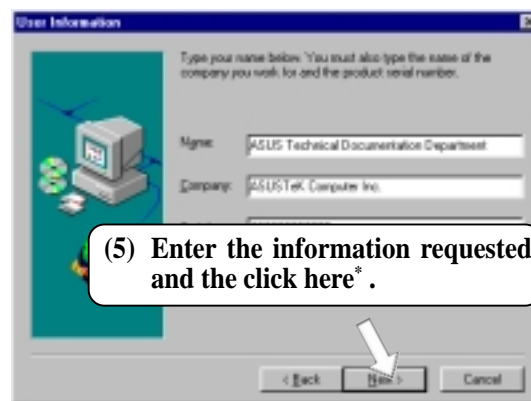 User Information
Type your name below. You must also type the name of the
company you work for and the product serial number.
Name: ASUS Technical Documentation Department
Company: ASUSTeK Computer Inc.
(5) Enter the information requested
and the click here* .
< Back Next > Cancel